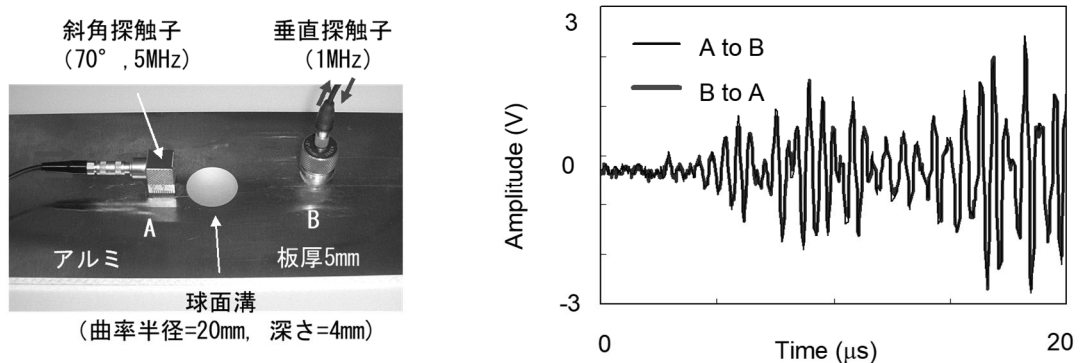 斜角探触子
(70°,5MHz)
垂直探触子
(1MHz)
A
B
アルミ
板厚5mm
球面溝
(曲率半径=20mm, 深さ=4mm)
3
A to B
B to A
Amplitude (V)
0
-3
0
20
Time (μs)